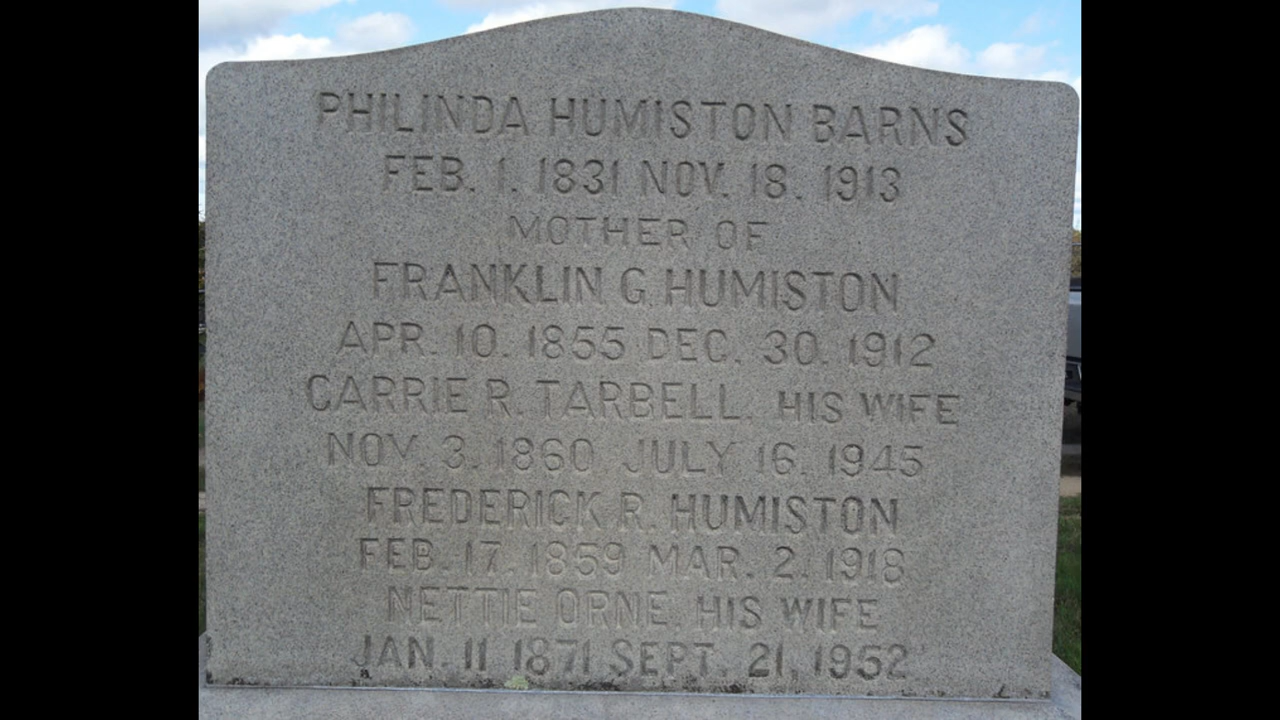 PHILINDA HUMISTON BARNS
FEB. 1. 1831 NOV. 18. 1913
MOTHER OF
FRANKLIN G. HUMISTON
APR. 10. 1855 DEC. 30. 1912
CARRIE R. TARBELL. HIS WIFE
NOV. 3. 1860 JULY 16. 1945
FREDERICK R. HUMISTON
FEB. 17. 1859 MAR. 2. 1918
NETTIE ORNE. HIS WIFE
JAN. 11 1871 SEPT. 21. 1952